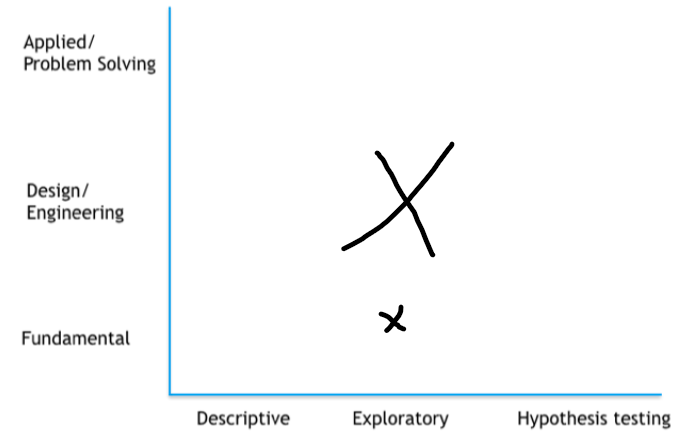 Applied/
Problem Solving
Design/
Engineering
Fundamental
Descriptive
Exploratory
Hypothesis testing